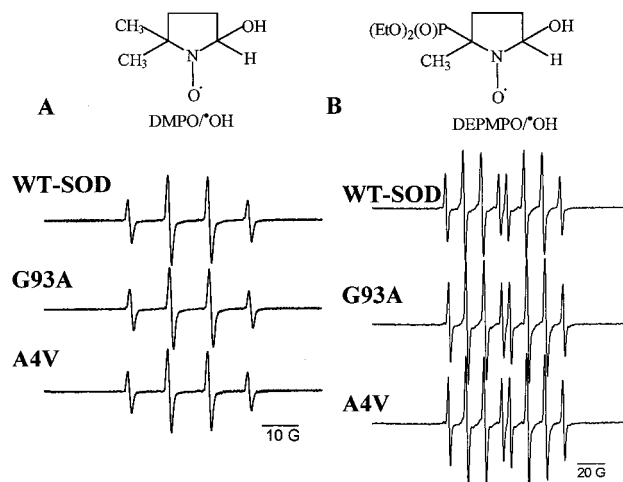 CH₃
CH₃
N
O•
OH
H
A
DMPO/•OH
(EtO)₂(O)P
CH₃
N
O•
OH
H
B
DEPMPO/•OH
WT-SOD
G93A
A4V
10 G
WT-SOD
G93A
A4V
20 G